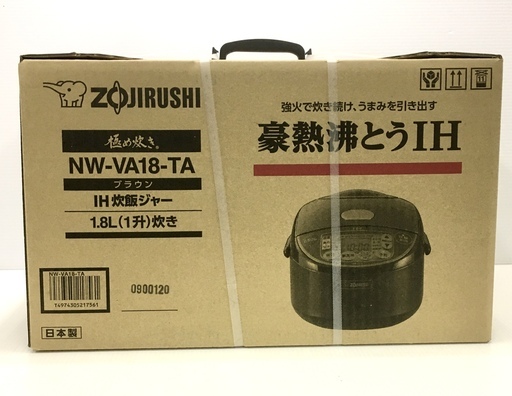 ZOJIRUSHI
極め炊き®
NW-VA18-TA
ブラウン
IH炊飯ジャー
1.8L(1升)炊き
強火で炊き続け、うまみを引き出す
豪熱沸とうIH
NW-VA18-TA
Y4974305217561
0900120
日本製